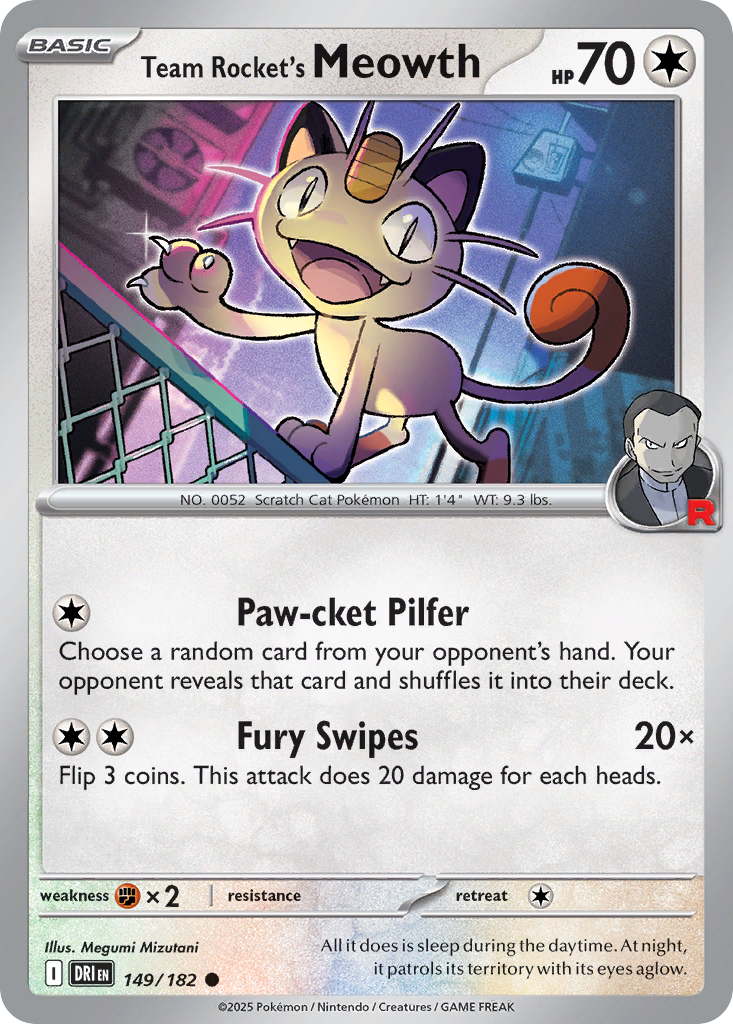 BASIC
Team Rocket's Meowth HP 70
NO. 0052 Scratch Cat Pokémon HT: 1'4" WT: 9.3 lbs.
R
Paw-cket Pilfer
Choose a random card from your opponent's hand. Your
opponent reveals that card and shuffles it into their deck.
Fury Swipes 20×
Flip 3 coins. This attack does 20 damage for each heads.
weakness ×2 resistance retreat
Illus. Megumi Mizutani
All it does is sleep during the daytime. At night,
it patrols its territory with its eyes aglow.
I DRI EN 149/182
©2025 Pokémon / Nintendo / Creatures / GAME FREAK